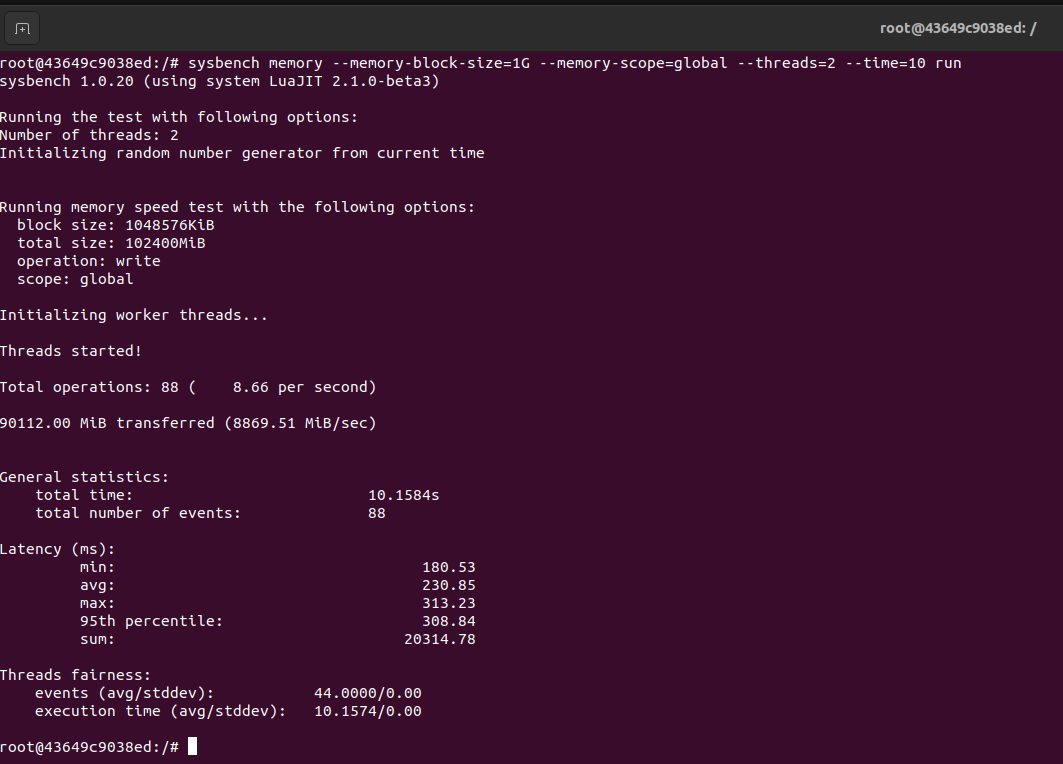 root@43649c9038ed: /
root@43649c9038ed:/# sysbench memory --memory-block-size=1G --memory-scope=global --threads=2 --time=10 run
sysbench 1.0.20 (using system LuaJIT 2.1.0-beta3)
Running the test with following options:
Number of threads: 2
Initializing random number generator from current time
Running memory speed test with the following options:
block size: 1048576KiB
total size: 102400MiB
operation: write
scope: global
Initializing worker threads...
Threads started!
Total operations: 88 (    8.66 per second)
90112.00 MiB transferred (8869.51 MiB/sec)
General statistics:
total time:                          10.1584s
total number of events:              88
Latency (ms):
min:                                  180.53
avg:                                  230.85
max:                                  313.23
95th percentile:                      308.84
sum:                                20314.78
Threads fairness:
events (avg/stddev):           44.0000/0.00
execution time (avg/stddev):   10.1574/0.00
root@43649c9038ed:/#